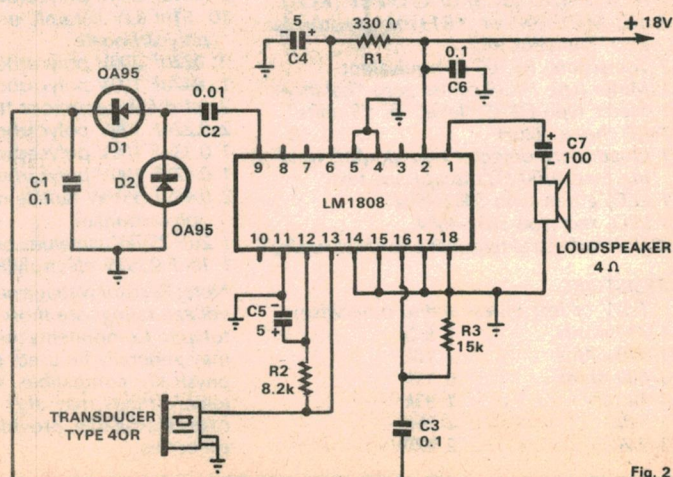 5
330 Ω
+ 18V
C4
R1
0.1
C6
OA95
0.01
D1
C2
C7
100
9 8 7 6 5 4 3 2 1
LM1808
C1
0.1
D2
OA95
10 11 12 13 14 15 16 17 18
LOUDSPEAKER
4 Ω
C5
5
R3
15k
R2
8.2k
TRANSDUCER
TYPE 4OR
C3
0.1
Fig. 2